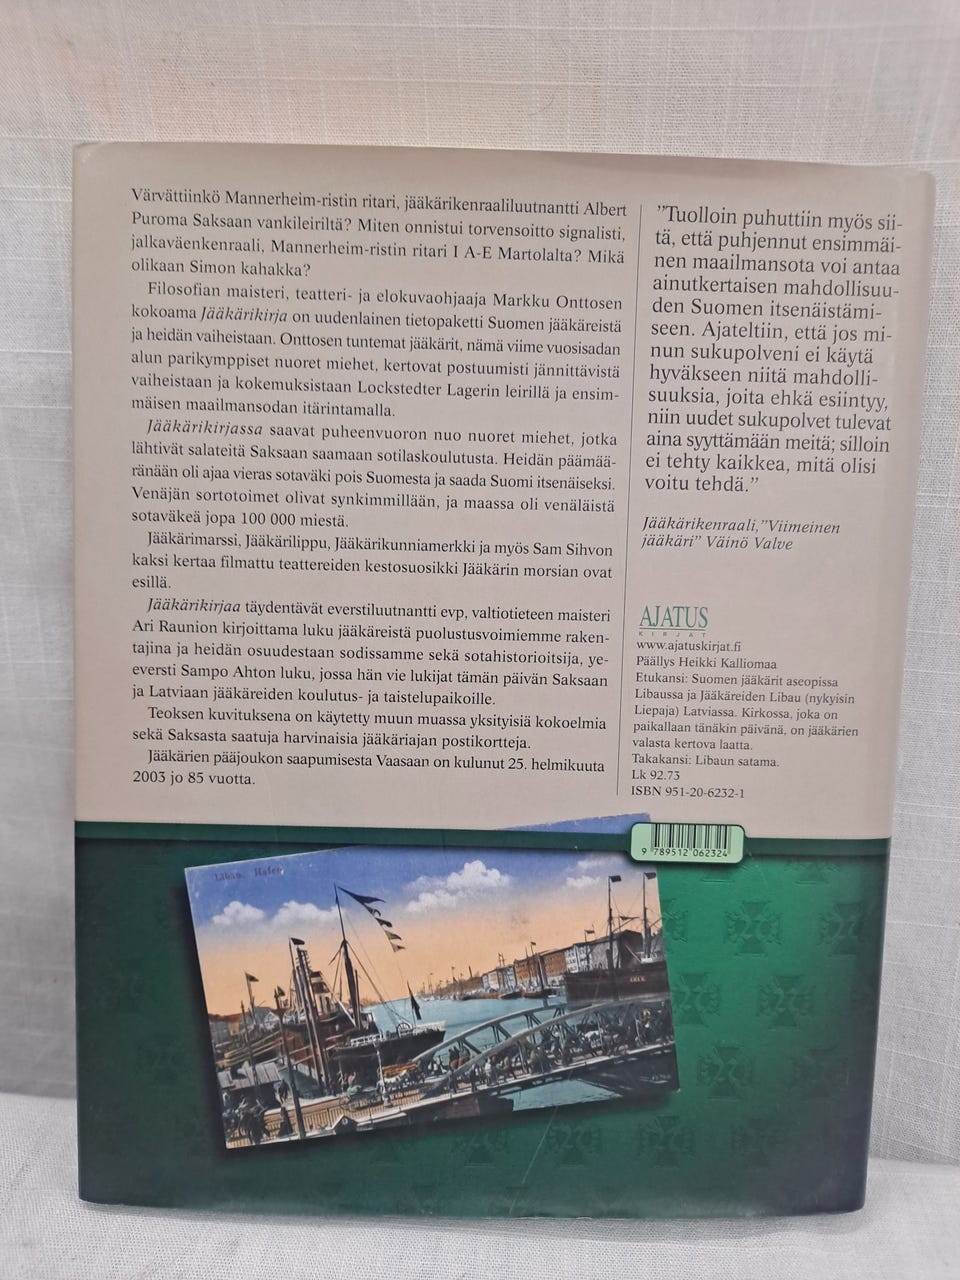 Värvättiinkö Mannerheim-ristin ritari, jääkärikenraaliluutnantti Albert
Puroma Saksaan vankileiriltä? Miten onnistui torvensoitto signalisti,
jalkaväenkenraali, Mannerheim-ristin ritari I A-E Martolalta? Mikä
olikaan Simon kahakka?
Filosofian maisteri, teatteri- ja elokuvaohjaaja Markku Onttosen
kokoama Jääkärikirja on uudenlainen tietopaketti Suomen jääkäreistä
ja heidän vaiheistaan. Onttosen tuntemat jääkärit, nämä viime vuosisadan
alun parikymppiset nuoret miehet, kertovat postuumisti jännittävistä
vaiheistaan ja kokemuksistaan Lockstedter Lagerin leirillä ja ensim-
mäisen maailmansodan itärintamalla.
Jääkärikirjassa saavat puheenvuoron nuo nuoret miehet, jotka
lähtivät salateitä Saksaan saamaan sotilaskoulutusta. Heidän päämää-
ränään oli ajaa vieras sotaväki pois Suomesta ja saada Suomi itsenäiseksi.
Venäjän sortotoimet olivat synkimmillään, ja maassa oli venäläistä
sotaväkeä jopa 100 000 miestä.
Jääkärimarssi, Jääkärilippu, Jääkärikunniamerkki ja myös Sam Sihvon
kaksi kertaa filmattu teattereiden kestosuosikki Jääkärin morsian ovat
esillä.
Jääkärikirjaa täydentävät everstiluutnantti evp, valtiotieteen maisteri
Ari Raunion kirjoittama luku jääkäreistä puolustusvoimiemme raken-
tajina ja heidän osuudestaan sodissamme sekä sotahistorioitsija, ye-
eversti Sampo Ahton luku, jossa hän vie lukijat tämän päivän Saksaan
ja Latviaan jääkäreiden koulutus- ja taistelupaikoille.
Teoksen kuvituksena on käytetty muun muassa yksityisiä kokoelmia
sekä Saksasta saatuja harvinaisia jääkäriajan postikortteja.
Jääkärien pääjoukon saapumisesta Vaasaan on kulunut 25. helmikuuta
2003 jo 85 vuotta.
"Tuolloin puhuttiin myös sii-
tä, että puhjennut ensimmäi-
nen maailmansota voi antaa
ainutkertaisen mahdollisuu-
den Suomen itsenäistämi-
seen. Ajateltiin, että jos mi-
nun sukupolveni ei käytä
hyväkseen niitä mahdolli-
suuksia, joita ehkä esiintyy,
niin uudet sukupolvet tulevat
aina syyttämään meitä; silloin
ei tehty kaikkea, mitä olisi
voitu tehdä."
Jääkärikenraali,"Viimeinen
jääkäri" Väinö Valve
AJATUS
KIRJAT
www.ajatuskirjat.fi
Päällys Heikki Kalliomaa
Etukansi: Suomen jääkärit aseopissa
Libaussa ja Jääkäreiden Libau (nykyisin
Liepaja) Latviassa. Kirkossa, joka on
paikallaan tänäkin päivänä, on jääkärien
valasta kertova laatta.
Takakansi: Libaun satama.
Lk 92.73
ISBN 951-20-6232-1
9 789512 062324
Libau. Hafen